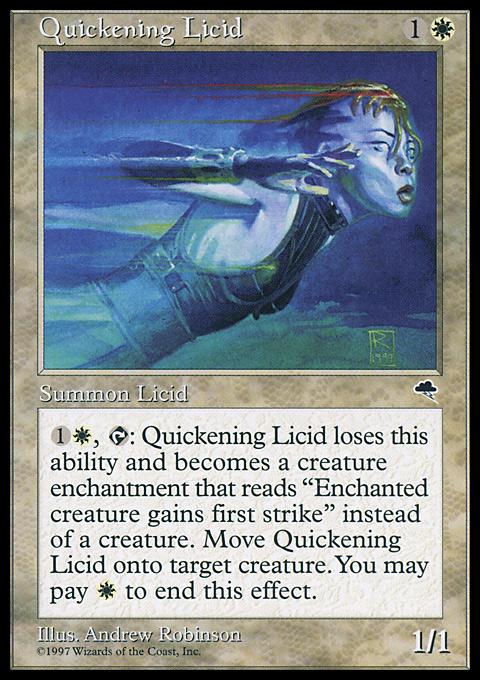 Quickening Licid 1
R
1997
Summon Licid
1, : Quickening Licid loses this
ability and becomes a creature
enchantment that reads “Enchanted
creature gains first strike” instead
of a creature. Move Quickening
Licid onto target creature. You may
pay to end this effect.
Illus. Andrew Robinson
©1997 Wizards of the Coast, Inc.
1/1